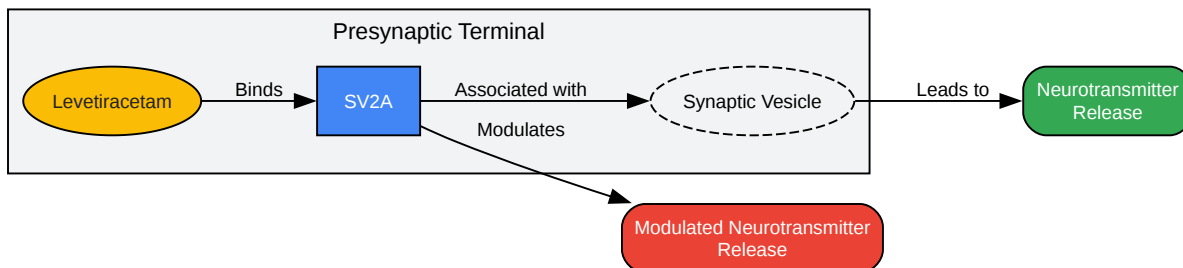 Presynaptic Terminal
Levetiracetam
Binds
SV2A
Associated with
Synaptic Vesicle
Leads to
Neurotransmitter
Release
Modulates
Modulated Neurotransmitter
Release